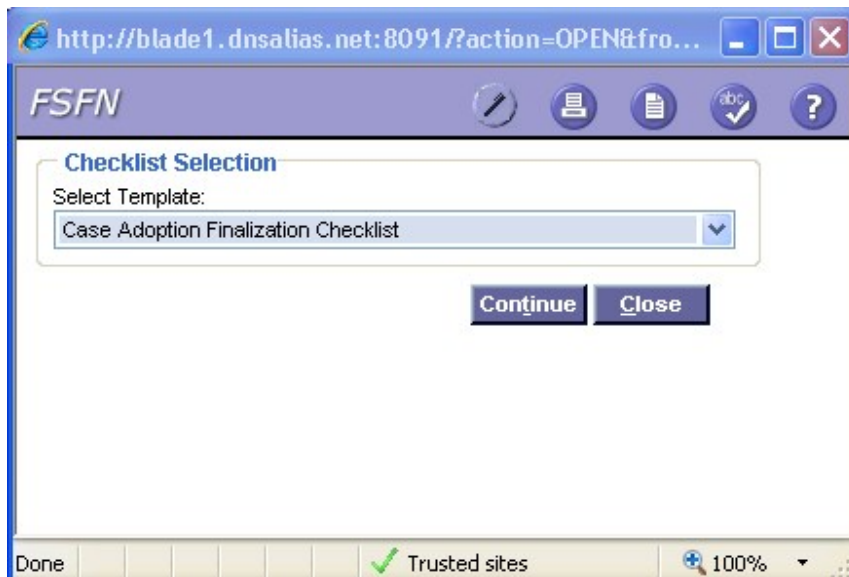 http://blade1.dnsalias.net:8091/?action=OPEN&fro...
FSFN
abc
?
Checklist Selection
Select Template:
Case Adoption Finalization Checklist
Continue Close
Done Trusted sites 100%